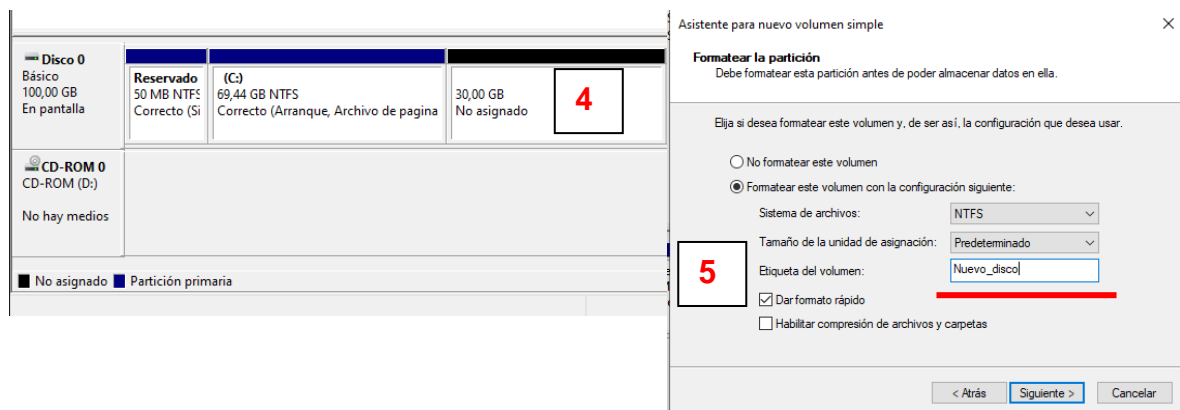 Disco 0
Básico
100,00 GB
En pantalla
Reservado
50 MB NTFS
Correcto (Si
(C:)
69,44 GB NTFS
Correcto (Arranque, Archivo de pagina
30,00 GB
No asignado
4
CD-ROM 0
CD-ROM (D:)
No hay medios
No asignado Partición primaria
Asistente para nuevo volumen simple
Formatear la partición
Debe formatear esta partición antes de poder almacenar datos en ella.
Elija si desea formatear este volumen y, de ser así, la configuración que desea usar.
No formatear este volumen
Formatear este volumen con la configuración siguiente:
Sistema de archivos: NTFS
Tamaño de la unidad de asignación: Predeterminado
5
Etiqueta del volumen: Nuevo_disco
Dar formato rápido
Habilitar compresión de archivos y carpetas
< Atrás Siguiente > Cancelar